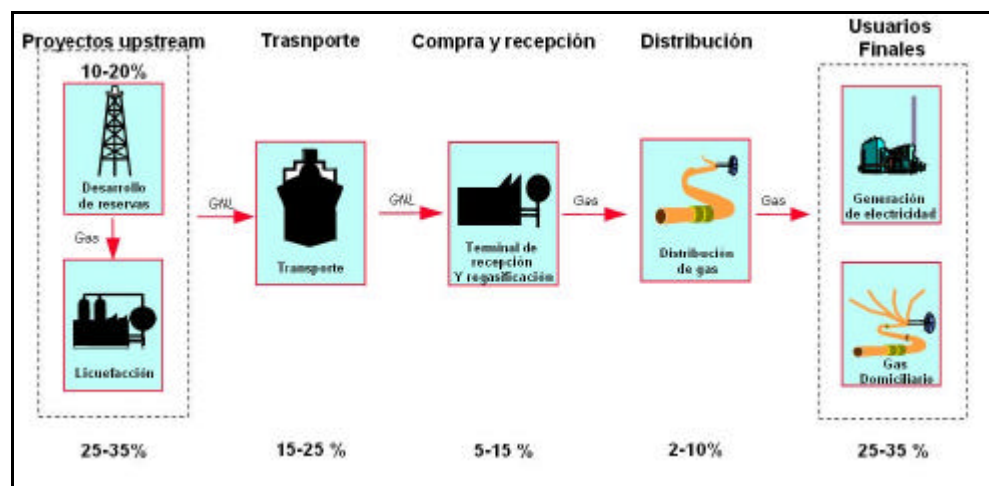 Proyectos upstream
Trasnporte
Compra y recepción
Distribución
Usuarios
Finales
10-20%
Desarrollo
de reservas
Gas
Licuefacción
GNL
Transporte
GNL
Terminal de
recepción
Y regasificación
Gas
Distribución
de gas
Gas
Generación
de electricidad
Gas
Domiciliario
25-35%
15-25 %
5-15 %
2-10%
25-35 %